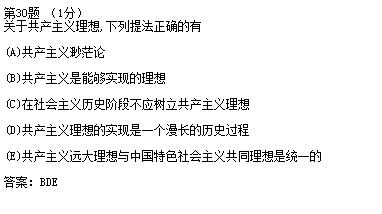 第30题 （1分）
关于共产主义理想,下列提法正确的有
(A)共产主义渺茫论
(B)共产主义是能够实现的理想
(C)在社会主义历史阶段不应树立共产主义理想
(D)共产主义理想的实现是一个漫长的历史过程
(E)共产主义远大理想与中国特色社会主义共同理想是统一的
答案: BDE